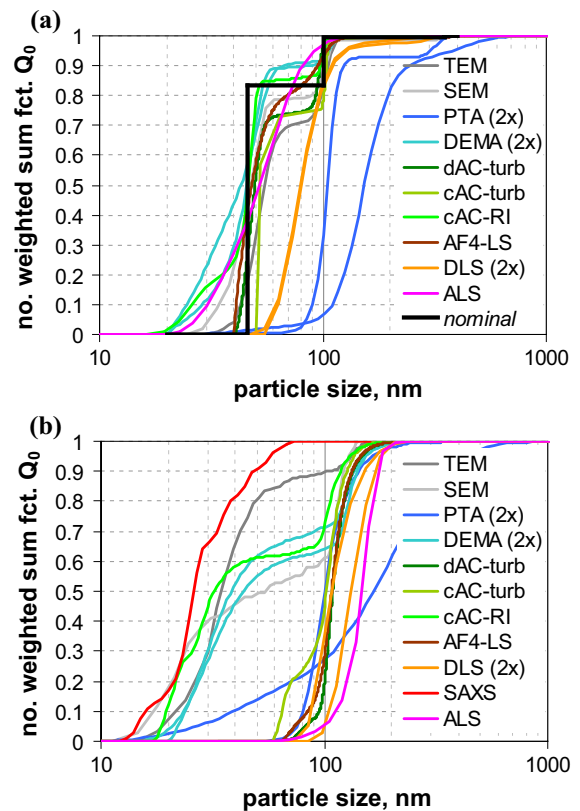 (a)
no. weighted sum fct. Q0
1
0.9
0.8
0.7
0.6
0.5
0.4
0.3
0.2
0.1
0
TEM
SEM
PTA (2x)
DEMA (2x)
dAC-turb
cAC-turb
cAC-RI
AF4-LS
DLS (2x)
ALS
nominal
10
100
1000
particle size, nm
(b)
no. weighted sum fct. Q0
1
0.9
0.8
0.7
0.6
0.5
0.4
0.3
0.2
0.1
0
TEM
SEM
PTA (2x)
DEMA (2x)
dAC-turb
cAC-turb
cAC-RI
AF4-LS
DLS (2x)
SAXS
ALS
10
100
1000
particle size, nm